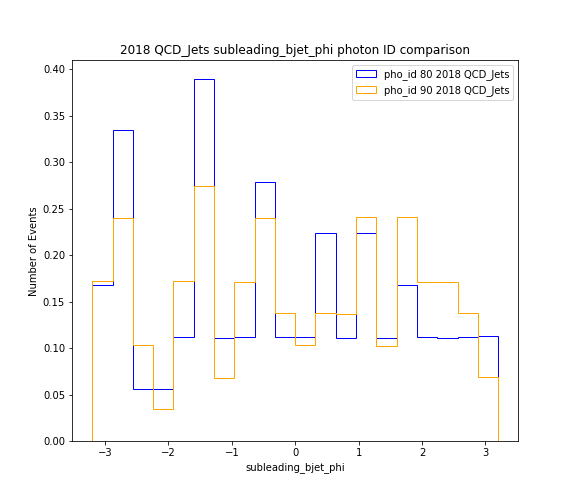 2018 QCD_Jets subleading_bjet_phi photon ID comparison
pho_id 80 2018 QCD_Jets
pho_id 90 2018 QCD_Jets
0.40
0.35
0.30
0.25
0.20
0.15
0.10
0.05
0.00
Number of Events
−3 −2 −1 0 1 2 3
subleading_bjet_phi